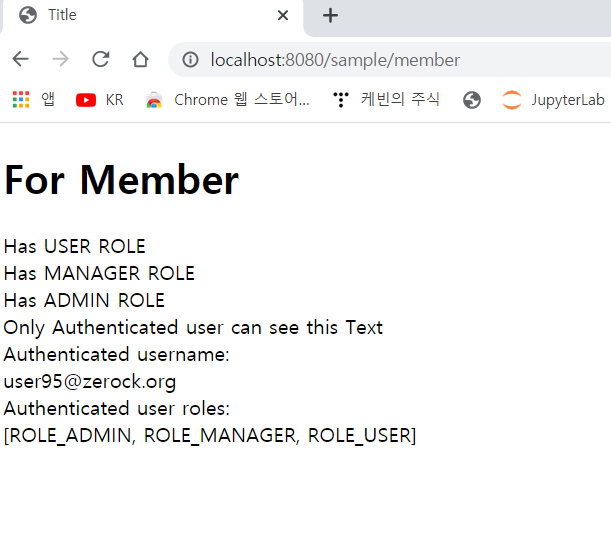 Title
localhost:8080/sample/member
앱 KR Chrome 웹 스토어... 케빈의 주식 JupyterLab
For Member
Has USER ROLE
Has MANAGER ROLE
Has ADMIN ROLE
Only Authenticated user can see this Text
Authenticated username:
user95@zerock.org
Authenticated user roles:
[ROLE_ADMIN, ROLE_MANAGER, ROLE_USER]